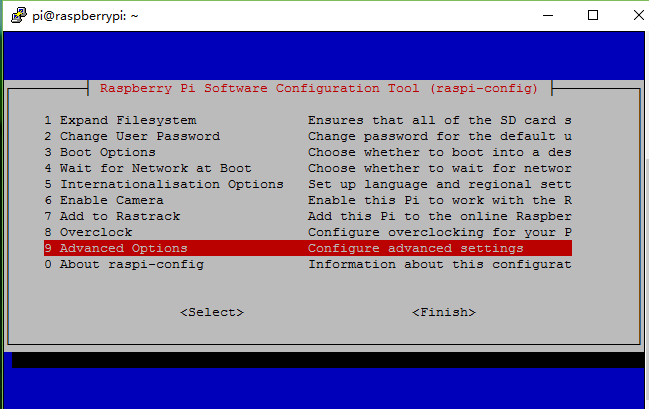 pi@raspberrypi: ~
Raspberry Pi Software Configuration Tool (raspi-config)
1 Expand Filesystem Ensures that all of the SD card s
2 Change User Password Change password for the default u
3 Boot Options Choose whether to boot into a des
4 Wait for Network at Boot Choose whether to wait for networ
5 Internationalisation Options Set up language and regional sett
6 Enable Camera Enable this Pi to work with the R
7 Add to Rastrack Add this Pi to the online Raspber
8 Overclock Configure overclocking for your P
9 Advanced Options Configure advanced settings
0 About raspi-config Information about this configurat
<Select> <Finish>